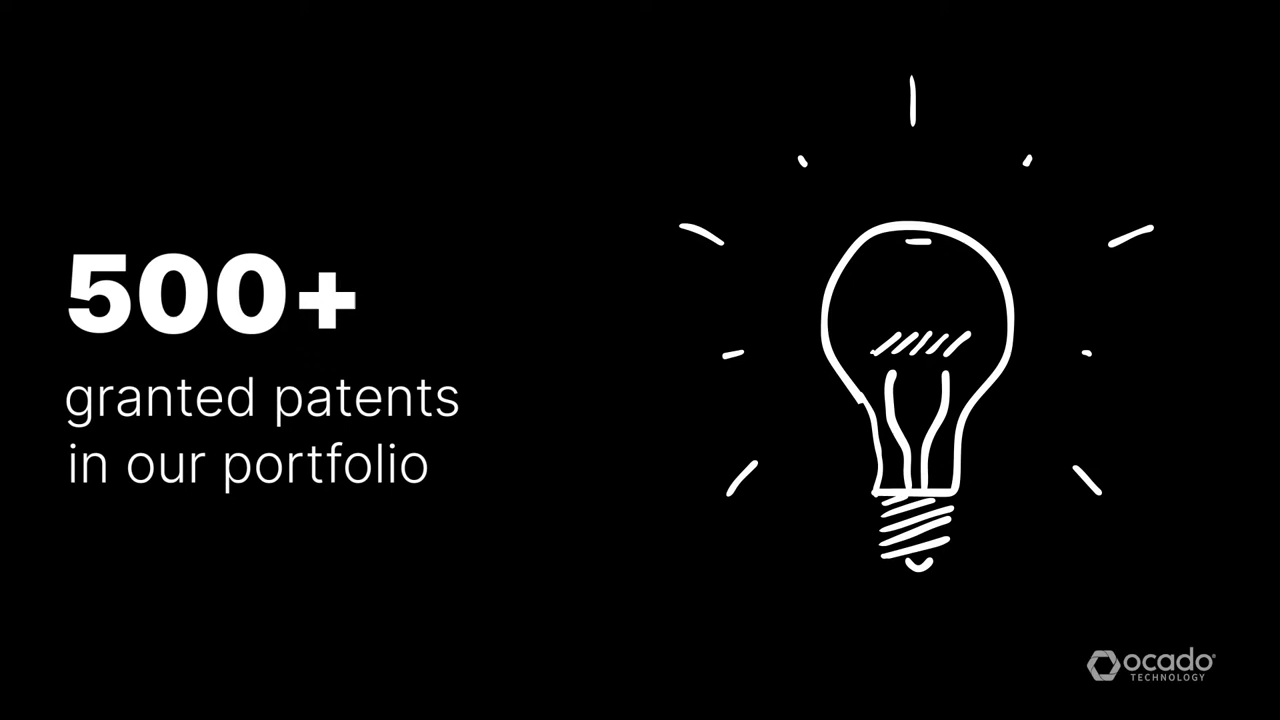 500+
granted patents
in our portfolio
ocado
TECHNOLOGY